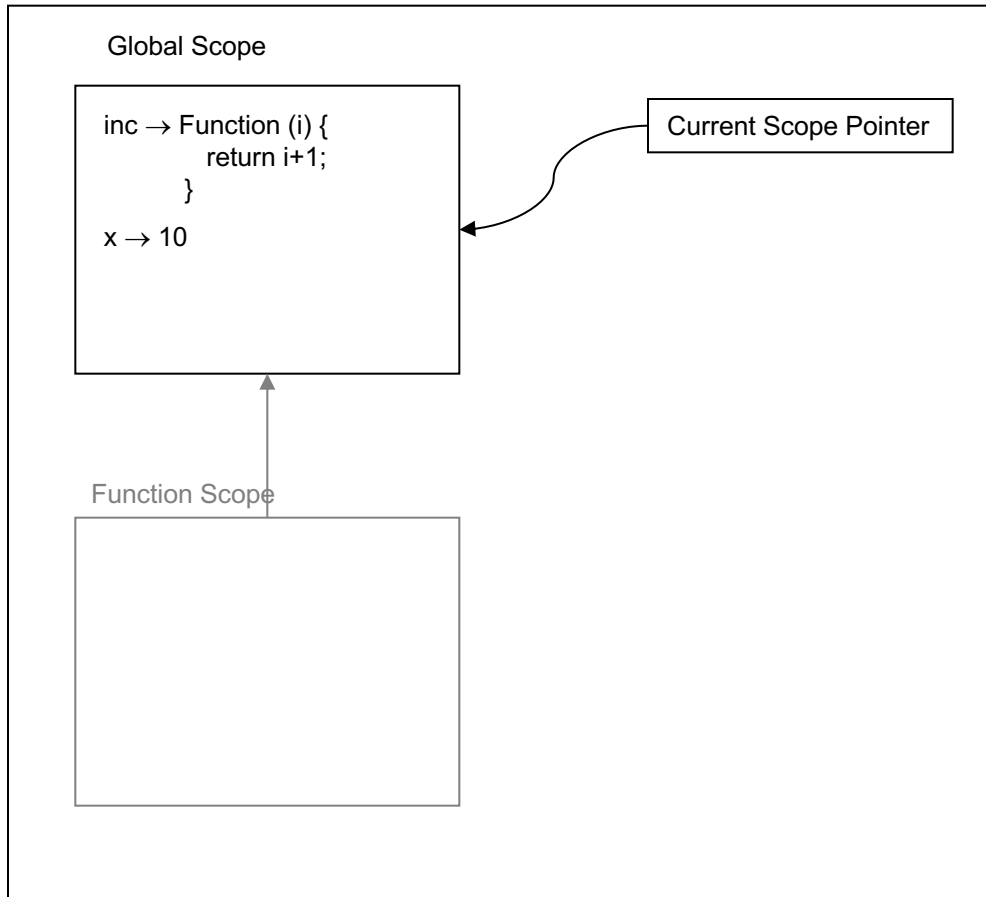 Global Scope
inc → Function (i) {
return i+1;
}
x → 10
Current Scope Pointer
Function Scope